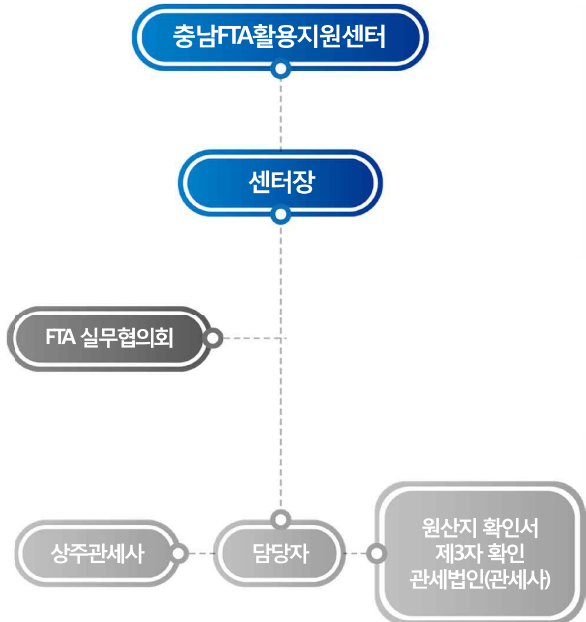 충남FTA활용지원센터
센터장
FTA 실무협의회
상주관세사
담당자
원산지 확인서
제3자 확인
관세법인(관세사)